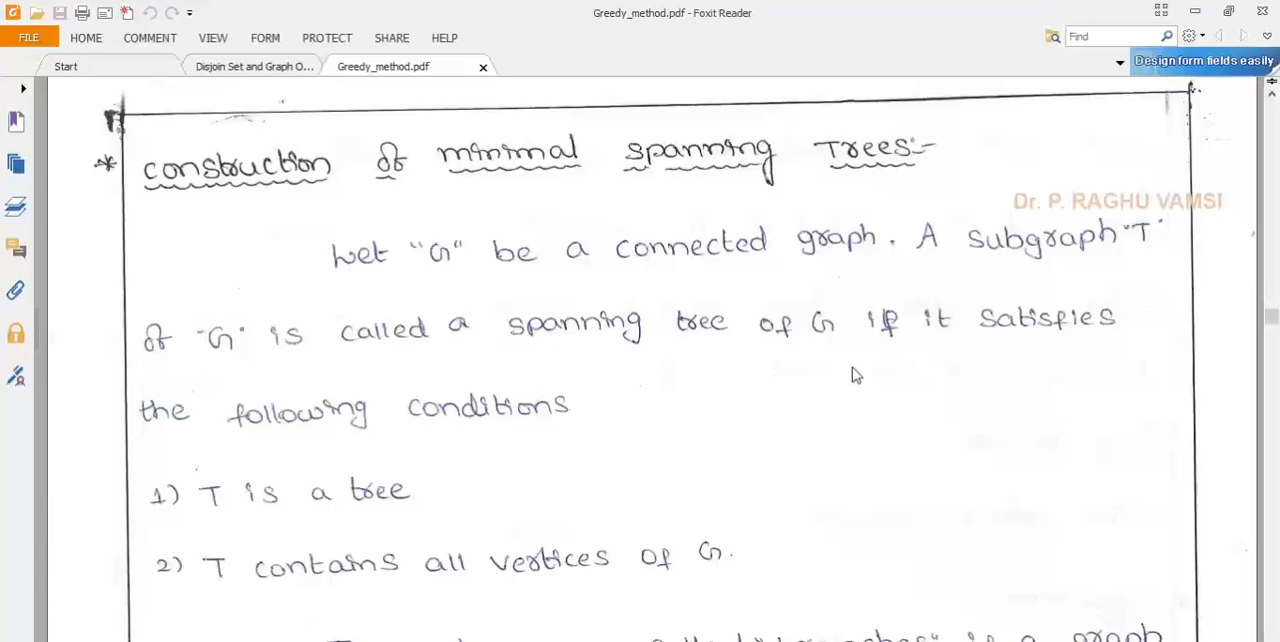 Greedy_method.pdf - Foxit Reader
FILE HOME COMMENT VIEW FORM PROTECT SHARE HELP Find
Start Disjoin Set and Graph O... Greedy_method.pdf Design form fields easily
* Construction of minimal spanning Trees:-
Dr. P. RAGHU VAMSI
Let "G" be a connected graph. A subgraph "T"
of "G" is called a spanning tree of G if it satisfies
the following conditions
1) T is a tree
2) T contains all vertices of G.
is a graph